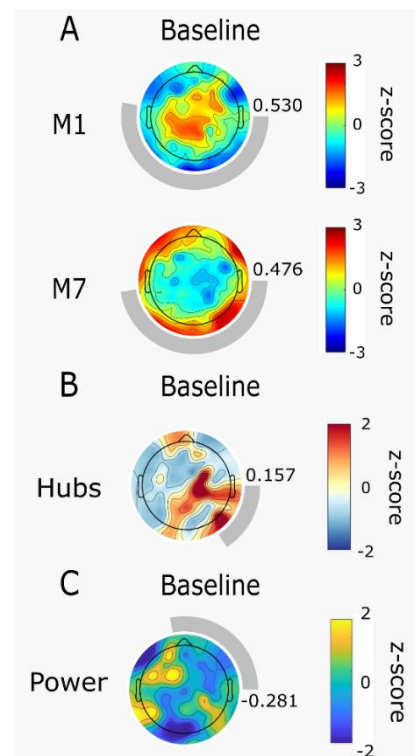 A
Baseline
M1
0.530
3
0
-3
z-score
M7
0.476
3
0
-3
z-score
B
Baseline
Hubs
0.157
2
0
-2
z-score
C
Baseline
Power
-0.281
2
0
-2
z-score